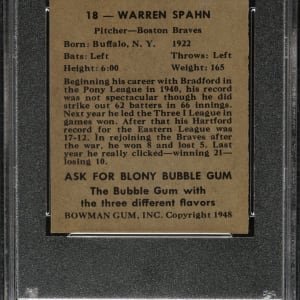 18 — WARREN SPAHN
Pitcher—Boston Braves
Born: Buffalo, N. Y. 1922
Bats: Left Throws: Left
Height: 6:00 Weight: 165
Beginning his career with Bradford in
the Pony League in 1940, his record
was not spectacular though he did
strike out 62 batters in 66 innings.
Next year he led the Three I League in
games won. After that his Hartford
record for the Eastern League was
17-12. In rejoining the Braves after
the war, he won 8 and lost 5. Last
year he really clicked—winning 21—
losing 10.
ASK FOR BLONY BUBBLE GUM
The Bubble Gum with
the three different flavors
BOWMAN GUM, INC. Copyright 1948